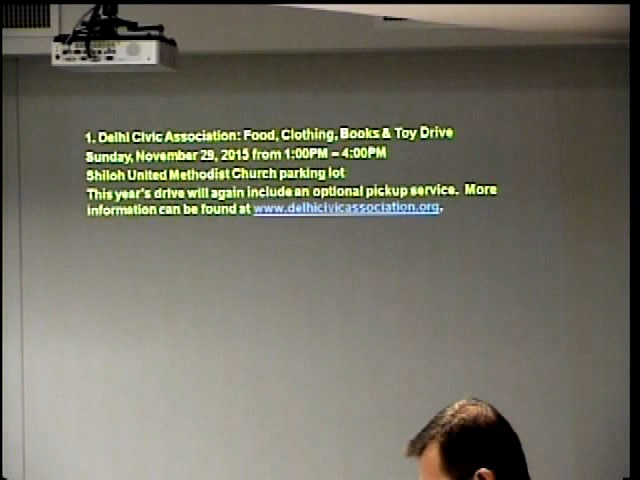 1. Delhi Civic Association: Food, Clothing, Books & Toy Drive
Sunday, November 29, 2015 from 1:00PM – 4:00PM
Shiloh United Methodist Church parking lot
This year's drive will again include an optional pickup service. More
information can be found at www.delhicivicassociation.org.